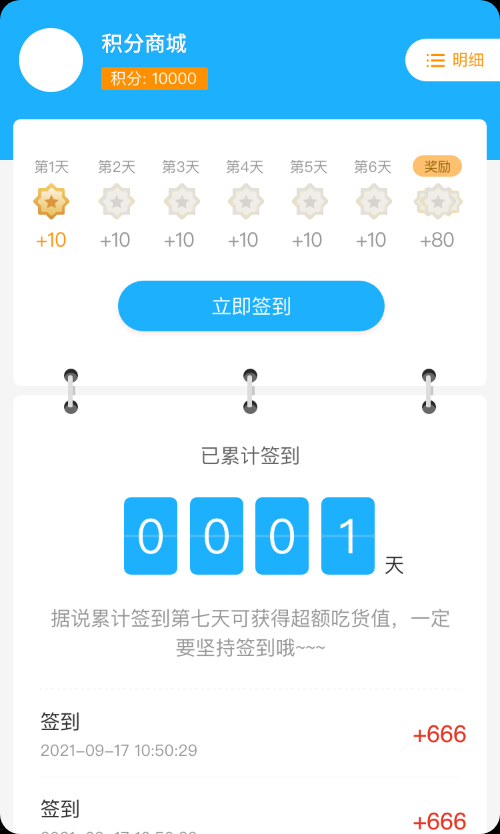 积分商城
积分: 10000
明细
第1天 第2天 第3天 第4天 第5天 第6天 奖励
+10 +10 +10 +10 +10 +10 +80
立即签到
已累计签到
0 0 0 1 天
据说累计签到第七天可获得超额吃货值，一定
要坚持签到哦~~~
签到
+666
2021-09-17 10:50:29
签到
+666